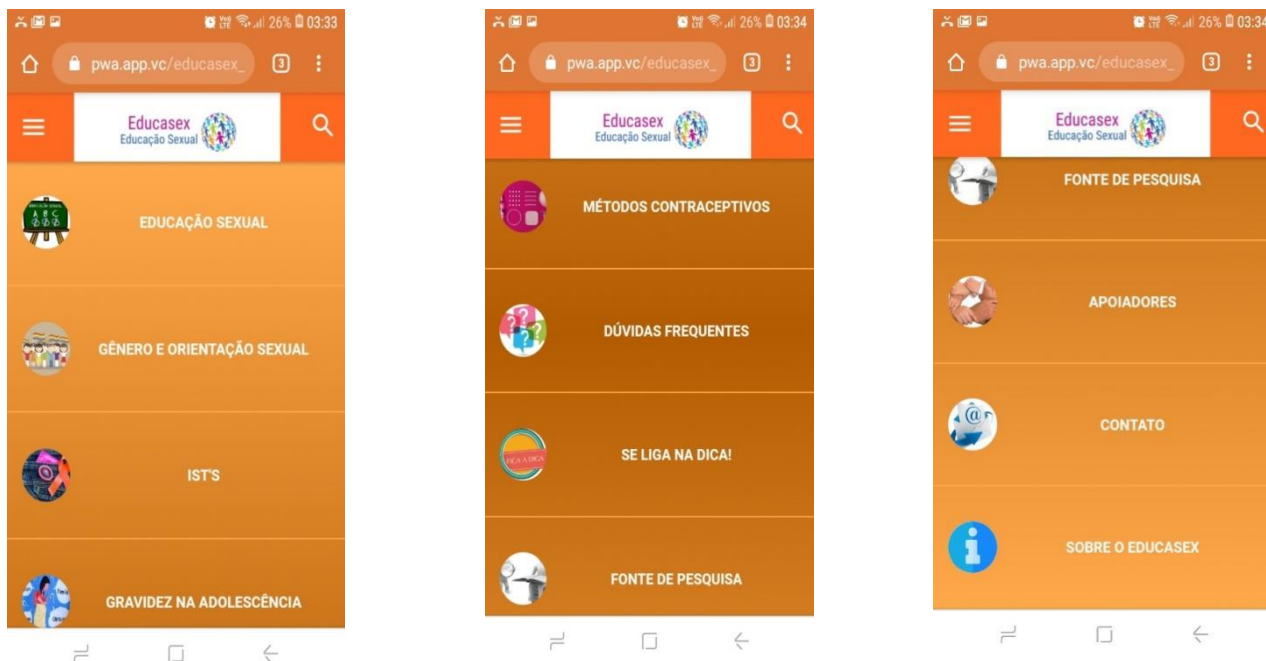 26% 03:33
pwa.app.vc/educasex_
3
Educasex
Educação Sexual
EDUCAÇÃO SEXUAL
GÊNERO E ORIENTAÇÃO SEXUAL
IST'S
GRAVIDEZ NA ADOLESCÊNCIA
26% 03:34
pwa.app.vc/educasex_
3
Educasex
Educação Sexual
MÉTODOS CONTRACEPTIVOS
DÚVIDAS FREQUENTES
SE LIGA NA DICA!
FONTE DE PESQUISA
26% 03:34
pwa.app.vc/educasex_
3
Educasex
Educação Sexual
FONTE DE PESQUISA
APOIADORES
CONTATO
SOBRE O EDUCASEX